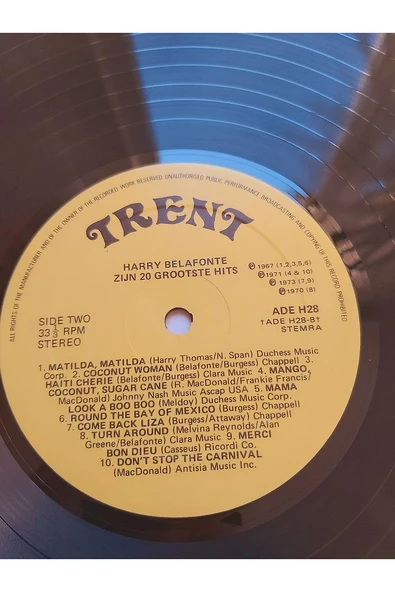 ALL RIGHTS OF THE MANUFACTURER AND OF THE OWNER OF THE RECORDED WORK RESERVED UNAUTHORISED PUBLIC PERFORMANCE BROADCASTING AND COPYING OF THIS RECORD PROHIBITED
TRENT
HARRY BELAFONTE
ZIJN 20 GROOTSTE HITS
℗ 1967 (1,2,3,5,6)
℗ 1971 (4 & 10)
℗ 1973 (7,9)
℗ 1970 (8)
SIDE TWO
33⅓ RPM
STEREO
ADE H28
†ADE H28-B†
STEMRA
1. MATILDA, MATILDA (Harry Thomas/N. Span) Duchess Music
Corp. 2. COCONUT WOMAN (Belafonte/Burgess) Chappell 3.
HAITI CHERIE (Belafonte/Burgess) Clara Music 4. MANGO,
COCONUT, SUGAR CANE (R. MacDonald/Frankie Francis/
MacDonald) Johnny Nash Music Ascap USA 5. MAMA
LOOK A BOO BOO (Meldoy) Duchess Music Corp.
6. ROUND THE BAY OF MEXICO (Burgess) Chappell
7. COME BACK LIZA (Burgess/Attaway) Chappell
8. TURN AROUND (Melvina Reynolds/Alan
Greene/Belafonte) Clara Music 9. MERCI
BON DIEU (Casseus) Ricordi Co.
10. DON'T STOP THE CARNIVAL
(MacDonald) Antisia Music Inc.